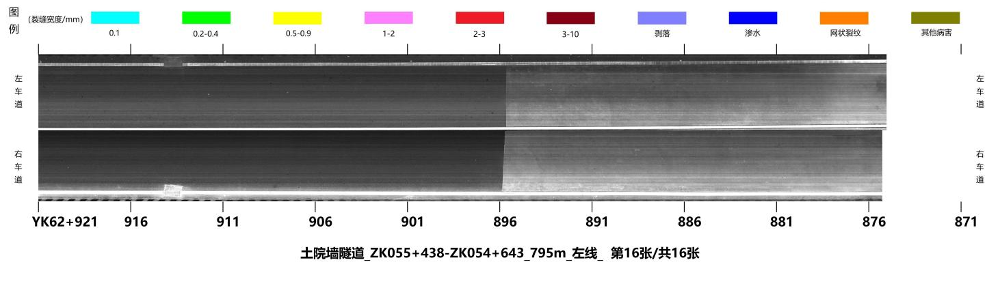 图例 (裂缝宽度/mm) 0.1 0.2-0.4 0.5-0.9 1-2 2-3 3-10 剥落 渗水 网状裂纹 其他病害
左车道 左车道
右车道 右车道
YK62+921 916 911 906 901 896 891 886 881 876 871
土院墙隧道_ZK055+438-ZK054+643_795m_左线_ 第16张/共16张